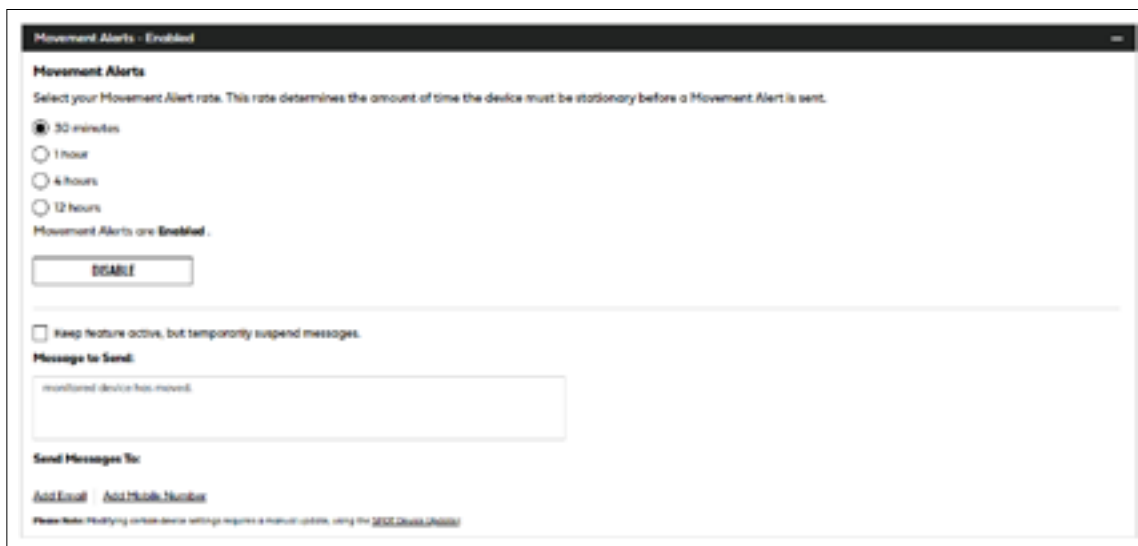 Movement Alerts - Enabled
Movement Alerts
Select your Movement Alert rate. This rate determines the amount of time the device must be stationary before a Movement Alert is sent.
30 minutes
1 hour
4 hours
12 hours
Movement Alerts are Enabled .
DISABLE
Keep feature active, but temporarily suspend messages.
Message to Send:
monitored device has moved.
Send Messages To:
Add Email | Add Mobile Number
Please Note: Modifying certain device settings requires a manual update, using the SPOT Device Updater